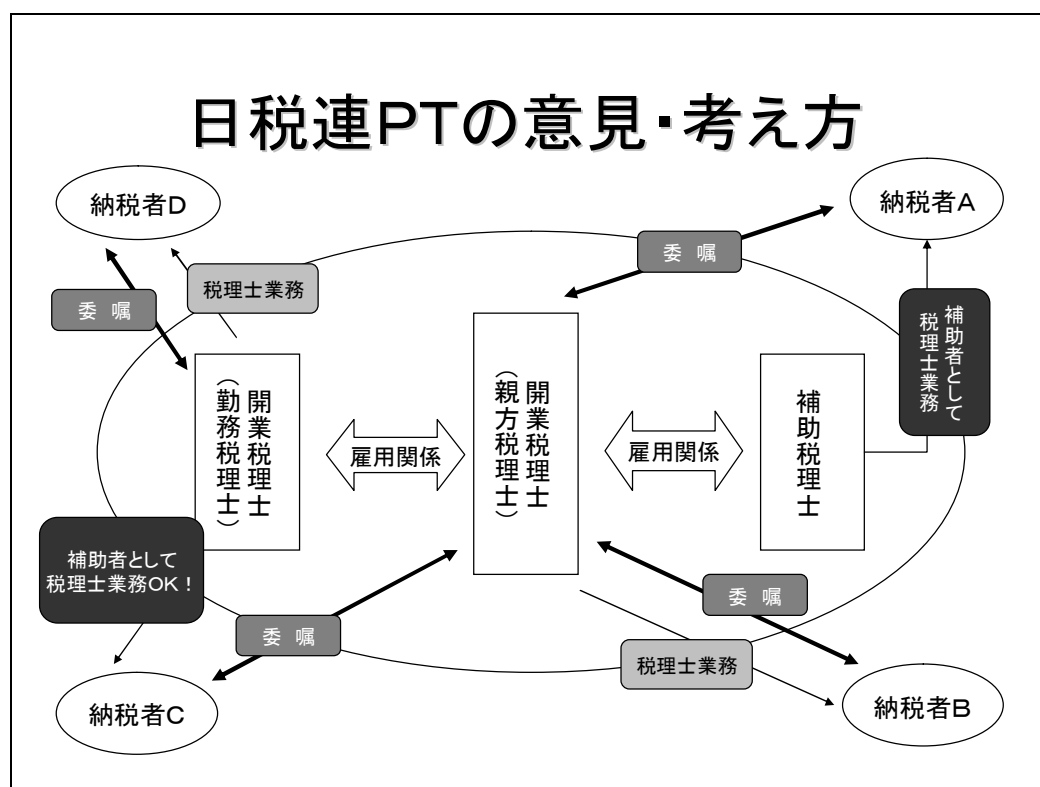 日税連PTの意見・考え方
納税者D
納税者A
委 嘱
税理士業務
委 嘱
補助者として
税理士業務
開業税理士
（勤務税理士）
雇用関係
開業税理士
（親方税理士）
雇用関係
補助税理士
補助者として
税理士業務OK！
委 嘱
委 嘱
税理士業務
納税者C
納税者B